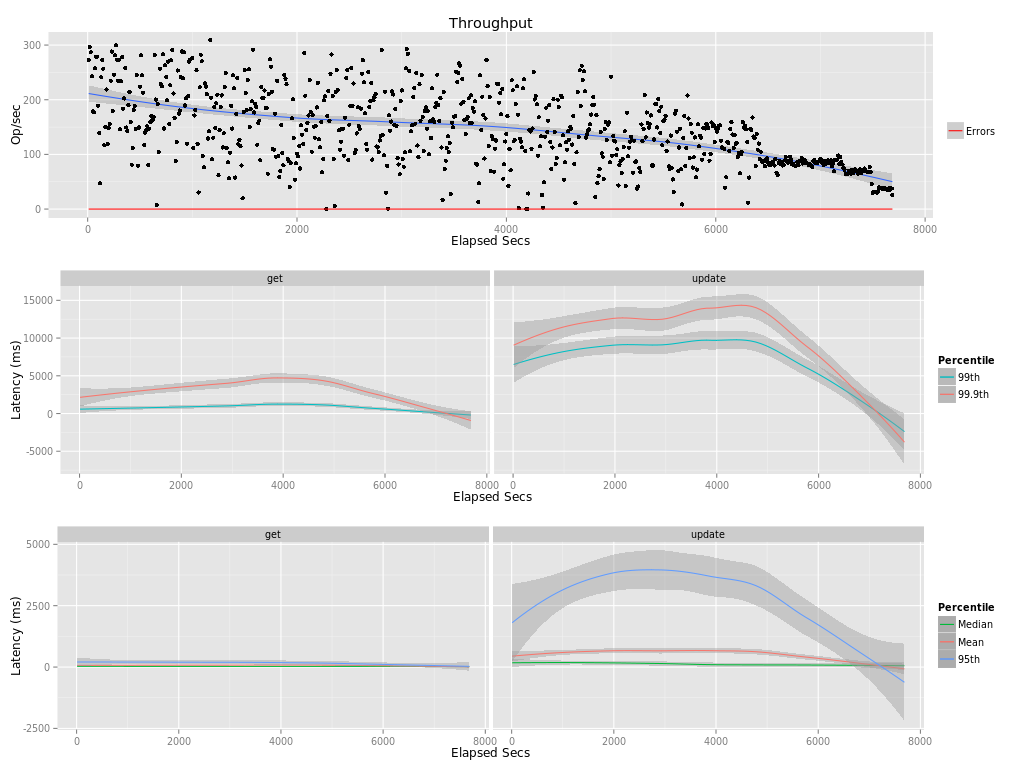 Throughput
Op/sec
300
200
100
0
0 2000 4000 6000 8000
Elapsed Secs
Errors
get update
Latency (ms)
15000
10000
5000
0
-5000
0 2000 4000 6000 8000 0 2000 4000 6000 8000
Elapsed Secs
Percentile
99th
99.9th
get update
Latency (ms)
5000
2500
0
-2500
0 2000 4000 6000 8000 0 2000 4000 6000 8000
Elapsed Secs
Percentile
Median
Mean
95th